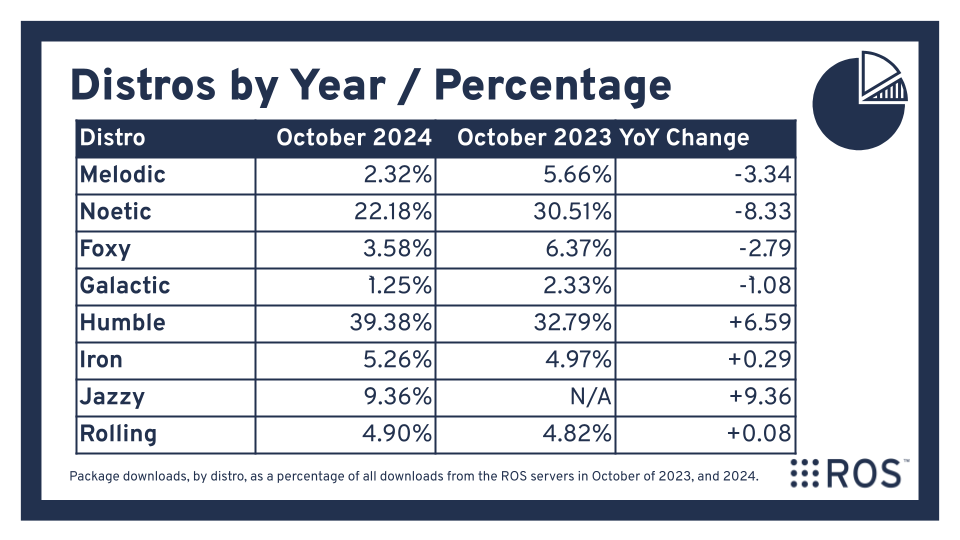 Distros by Year / Percentage
Distro October 2024 October 2023 YoY Change
Melodic 2.32% 5.66% -3.34
Noetic 22.18% 30.51% -8.33
Foxy 3.58% 6.37% -2.79
Galactic 1.25% 2.33% -1.08
Humble 39.38% 32.79% +6.59
Iron 5.26% 4.97% +0.29
Jazzy 9.36% N/A +9.36
Rolling 4.90% 4.82% +0.08
Package downloads, by distro, as a percentage of all downloads from the ROS servers in October of 2023, and 2024.
ROS™